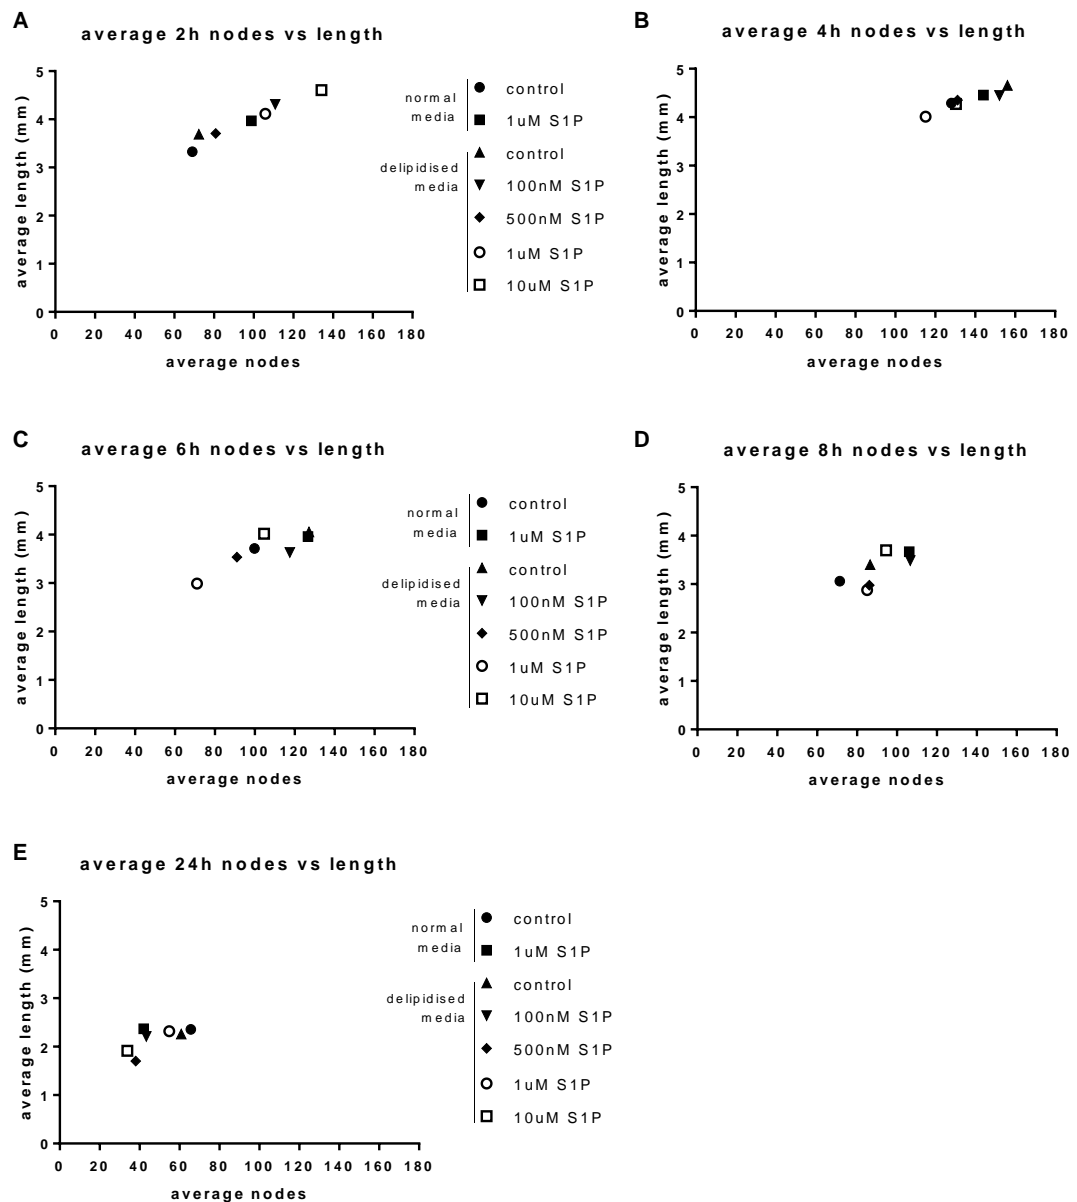 A
average 2h nodes vs length
5
4
3
2
1
0
average length (mm)
0 20 40 60 80 100 120 140 160 180
average nodes
normal
media
control
1uM S1P
delipidised
media
control
100nM S1P
500nM S1P
1uM S1P
10uM S1P
B
average 4h nodes vs length
5
4
3
2
1
0
average length (mm)
0 20 40 60 80 100 120 140 160 180
average nodes
C
average 6h nodes vs length
5
4
3
2
1
0
average length (mm)
0 20 40 60 80 100 120 140 160 180
average nodes
normal
media
control
1uM S1P
delipidised
media
control
100nM S1P
500nM S1P
1uM S1P
10uM S1P
D
average 8h nodes vs length
5
4
3
2
1
0
average length (mm)
0 20 40 60 80 100 120 140 160 180
average nodes
E
average 24h nodes vs length
5
4
3
2
1
0
average length (mm)
0 20 40 60 80 100 120 140 160 180
average nodes
normal
media
control
1uM S1P
delipidised
media
control
100nM S1P
500nM S1P
1uM S1P
10uM S1P